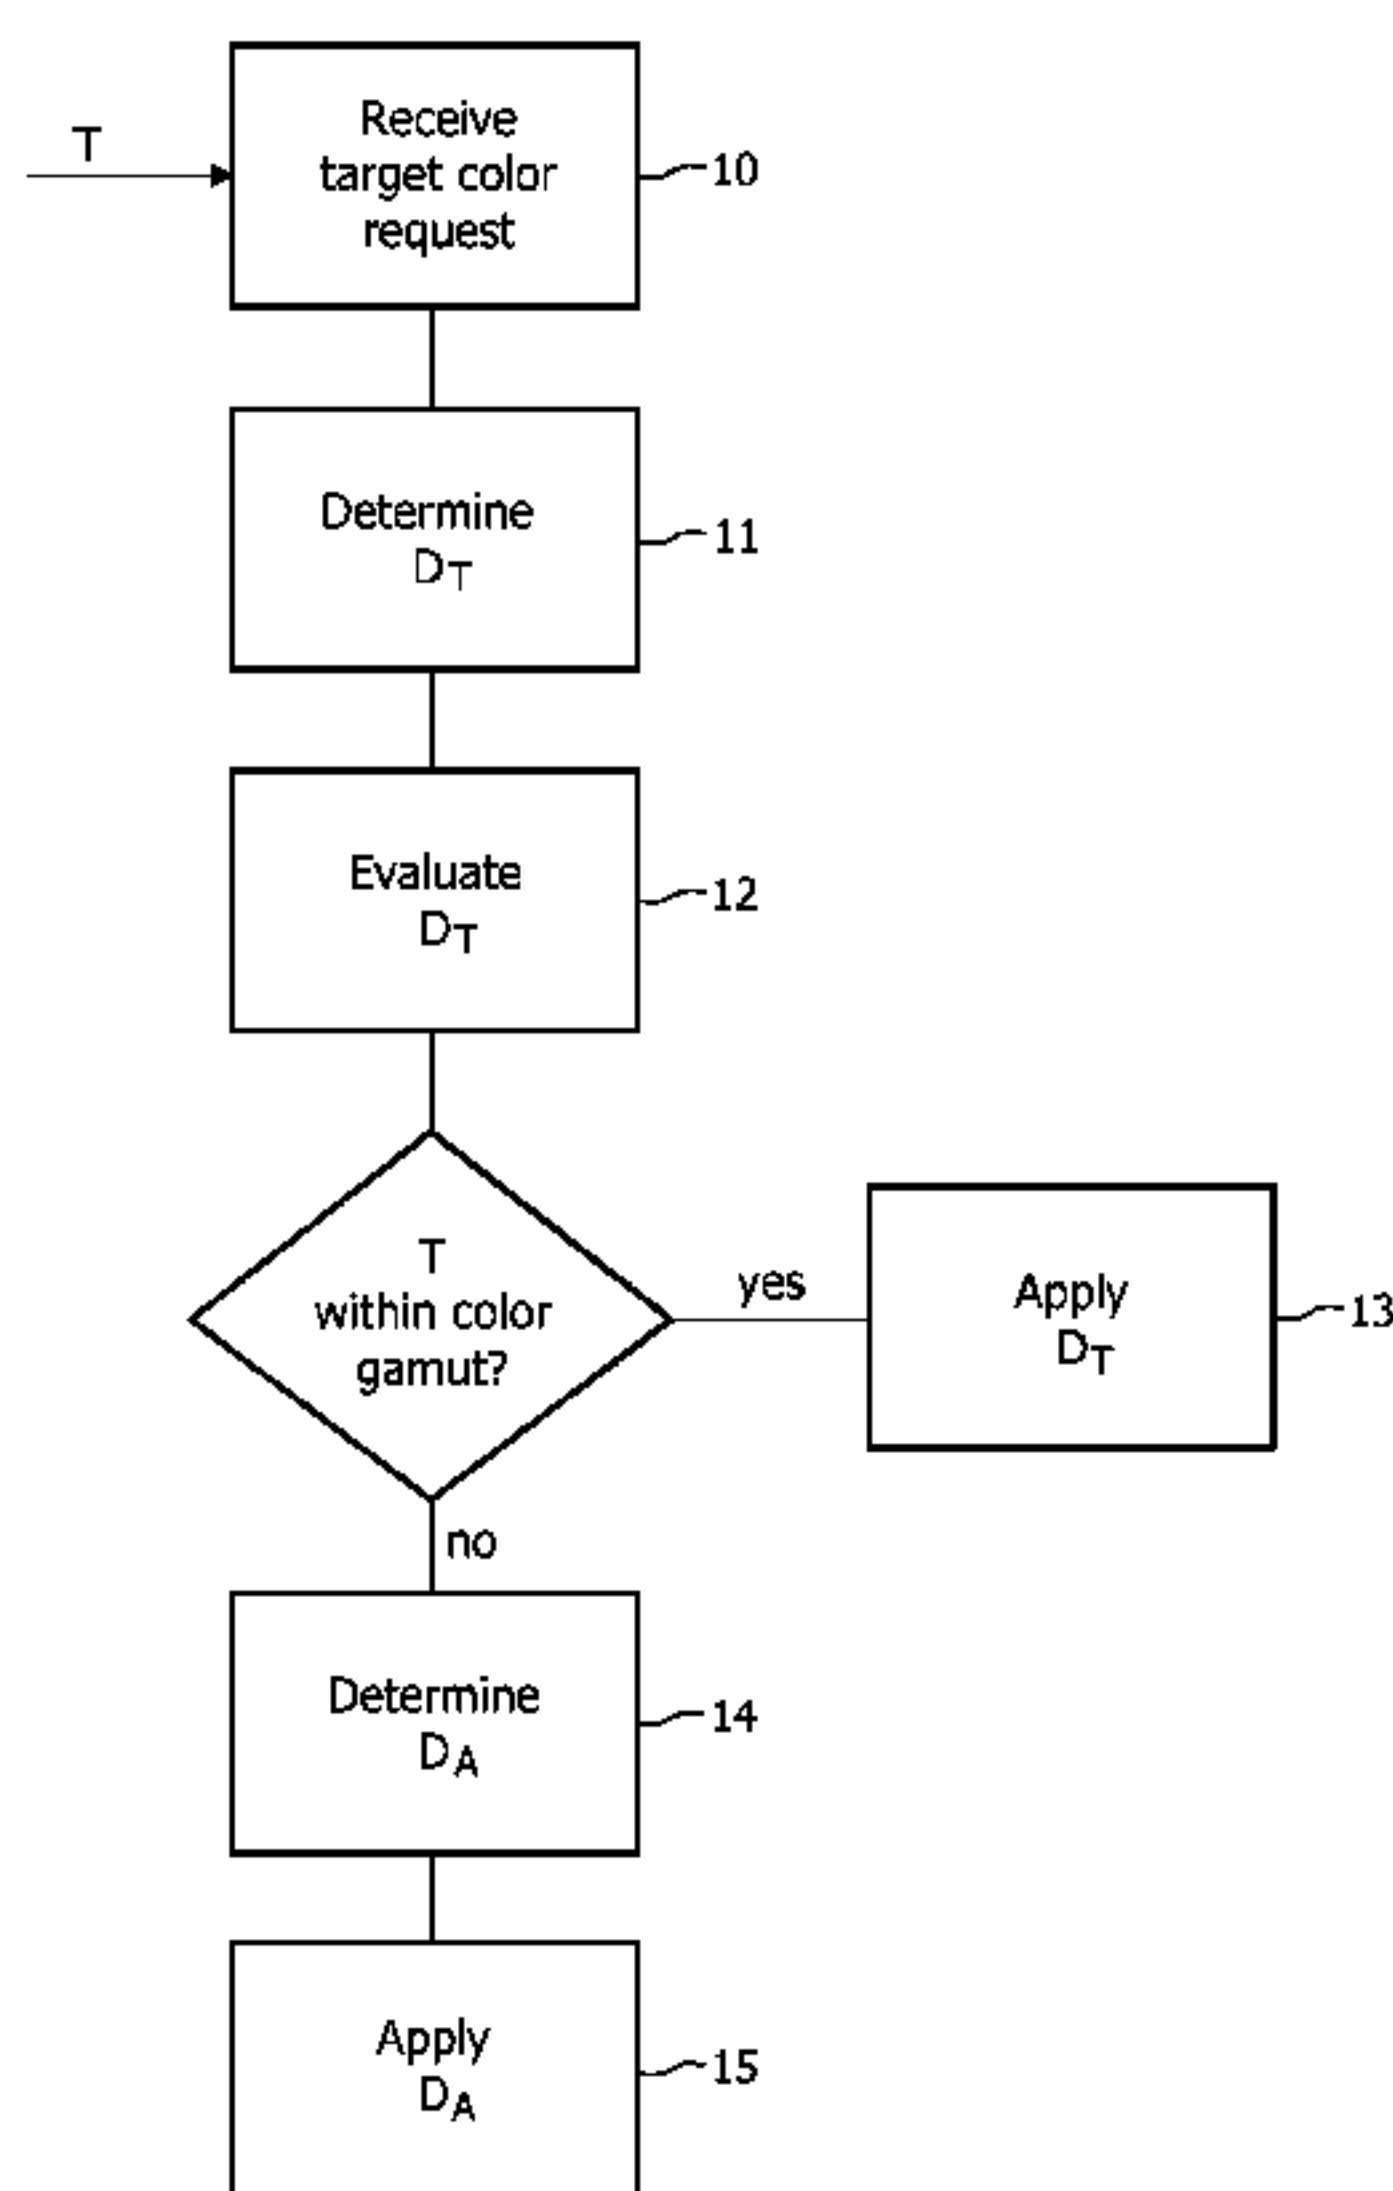 T
Receive
target color
request
10
Determine
DT
11
Evaluate
DT
12
T
within color
gamut?
yes
Apply
DT
13
no
Determine
DA
14
Apply
DA
15